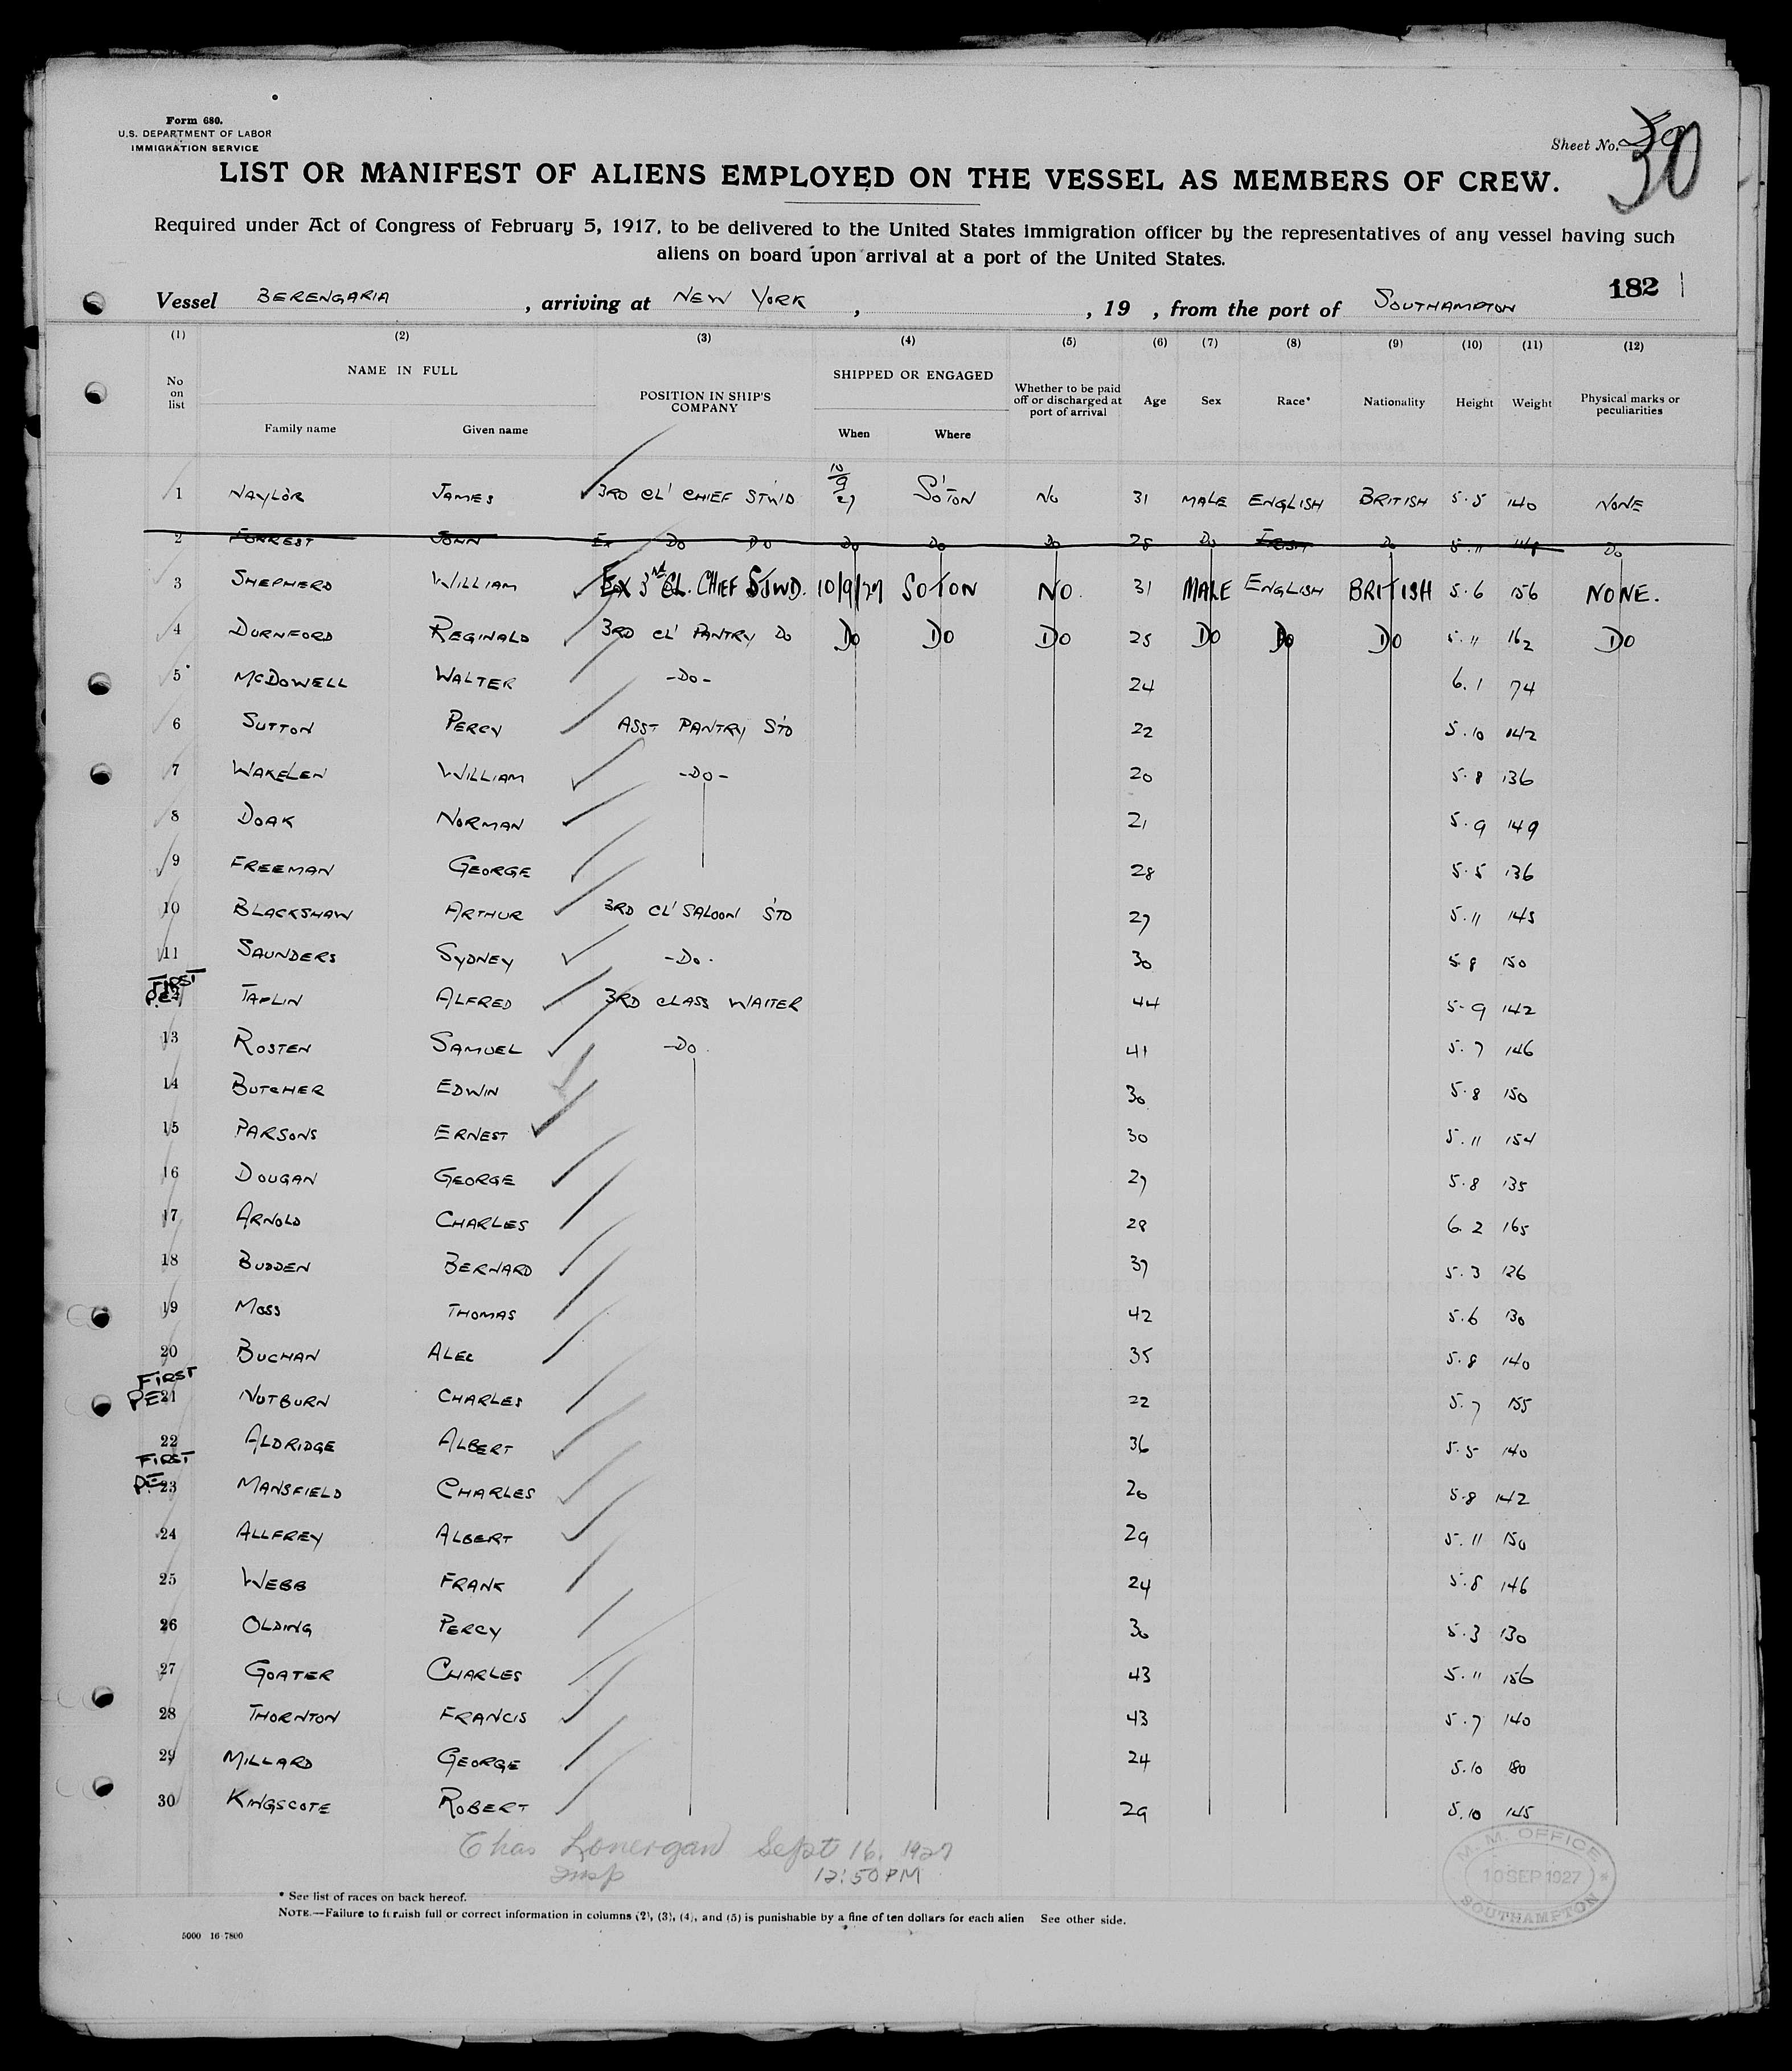 Form 680.
U.S. DEPARTMENT OF LABOR
IMMIGRATION SERVICE
Sheet No. 30
LIST OR MANIFEST OF ALIENS EMPLOYED ON THE VESSEL AS MEMBERS OF CREW.
Required under Act of Congress of February 5, 1917, to be delivered to the United States immigration officer by the representatives of any vessel having such
aliens on board upon arrival at a port of the United States.
182
Vessel BERENGARIA, arriving at NEW YORK, , 19 , from the port of SOUTHAMPTON
(1) (2) (3) (4) (5) (6) (7) (8) (9) (10) (11) (12)
No on list NAME IN FULL Family name Given name POSITION IN SHIP'S COMPANY SHIPPED OR ENGAGED When Where Whether to be paid off or discharged at port of arrival Age Sex Race* Nationality Height Weight Physical marks or peculiarities
1 NAYLOR JAMES 3RD CL' CHIEF ST'W'D 10/9/27 S'OTON NO 31 MALE ENGLISH BRITISH 5.5 140 NONE
2 FORREST JOHN EX DO DO DO DO DO 28 DO IRISH DO 5.11 148 DO
3 SHEPHERD WILLIAM EX 3RD CL. CHIEF STWD. 10/9/27 SOTON NO. 31 MALE ENGLISH BRITISH 5.6 156 NONE.
4 DURNFORD REGINALD 3RD CL' PANTRY DO DO DO DO 25 DO DO DO 5.11 162 DO
5 McDOWELL WALTER -DO- 24 6.1 74
6 SUTTON PERCY ASST PANTRY S'TD 22 5.10 142
7 WAKELEN WILLIAM -DO- 20 5.8 136
8 DOAK NORMAN 21 5.9 149
9 FREEMAN GEORGE 28 5.5 136
10 BLACKSHAW ARTHUR 3RD CL' SALOON S'TD 27 5.11 145
11 SAUNDERS SYDNEY -DO- 30 5.8 150
FIRST
P.E. 12 TAPLIN ALFRED 3RD CLASS WAITER 44 5-9 142
13 ROSTEN SAMUEL -DO. 41 5.7 146
14 BUTCHER EDWIN 30 5.8 150
15 PARSONS ERNEST 30 5.11 154
16 DOUGAN GEORGE 27 5.8 135
17 ARNOLD CHARLES 28 6.2 165
18 BUDDEN BERNARD 37 5.3 126
19 MOSS THOMAS 42 5.6 130
20 BUCHAN ALEC 35 5.8 140
FIRST
PE 21 NUTBURN CHARLES 22 5.7 155
22 ALDRIDGE ALBERT 36 5.5 140
FIRST
P.E. 23 MANSFIELD CHARLES 20 5.8 142
24 ALLFREY ALBERT 29 5.11 150
25 WEBB FRANK 24 5.8 146
26 OLDING PERCY 30 5.3 130
27 GOATER CHARLES 43 5.11 156
28 THORNTON FRANCIS 43 5.7 140
29 MILLARD GEORGE 24 5.10 180
30 KINGSCOTE ROBERT 29 5.10 145
Chas Lonergan Sept 16. 1927
Insp 12:50PM
M.M. OFFICE
10 SEP 1927
SOUTHAMPTON
* See list of races on back hereof.
NOTE.—Failure to furnish full or correct information in columns (2), (3), (4), and (5) is punishable by a fine of ten dollars for each alien See other side.
5000 16-7800